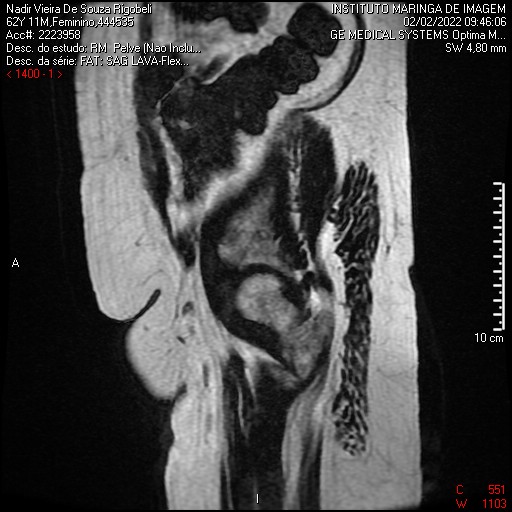 Nadir Vieira De Souza Rigobeli
62Y 11M,Feminino,444535
Acc#: 2223958
Desc. do estudo: RM Pelve (Nao Inclu...
Desc. da série: FAT: SAG LAVA-Flex...
< 1400 - 1 >
INSTITUTO MARINGA DE IMAGEM
02/02/2022 09:46:06
GE MEDICAL SYSTEMS Optima M...
SW 4,80 mm
A
10 cm
I
C 551
W 1103